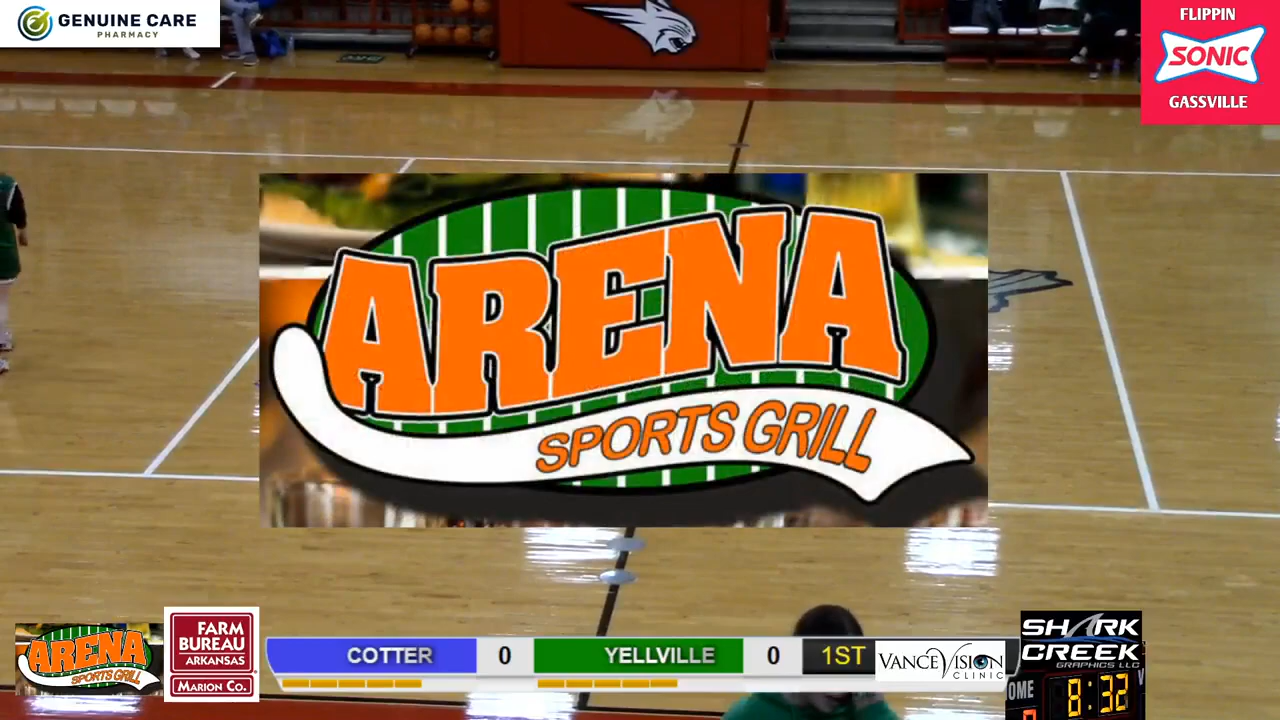 GENUINE CARE
PHARMACY
FLIPPIN
SONIC
GASSVILLE
ARENA
SPORTS GRILL
ARENA
SPORTS GRILL
FARM
BUREAU
ARKANSAS
MARION CO.
COTTER 0 YELLVILLE 0 1ST
VANCE VISION
CLINIC
SHARK
CREEK
GRAPHICS LLC
OME V
8:32